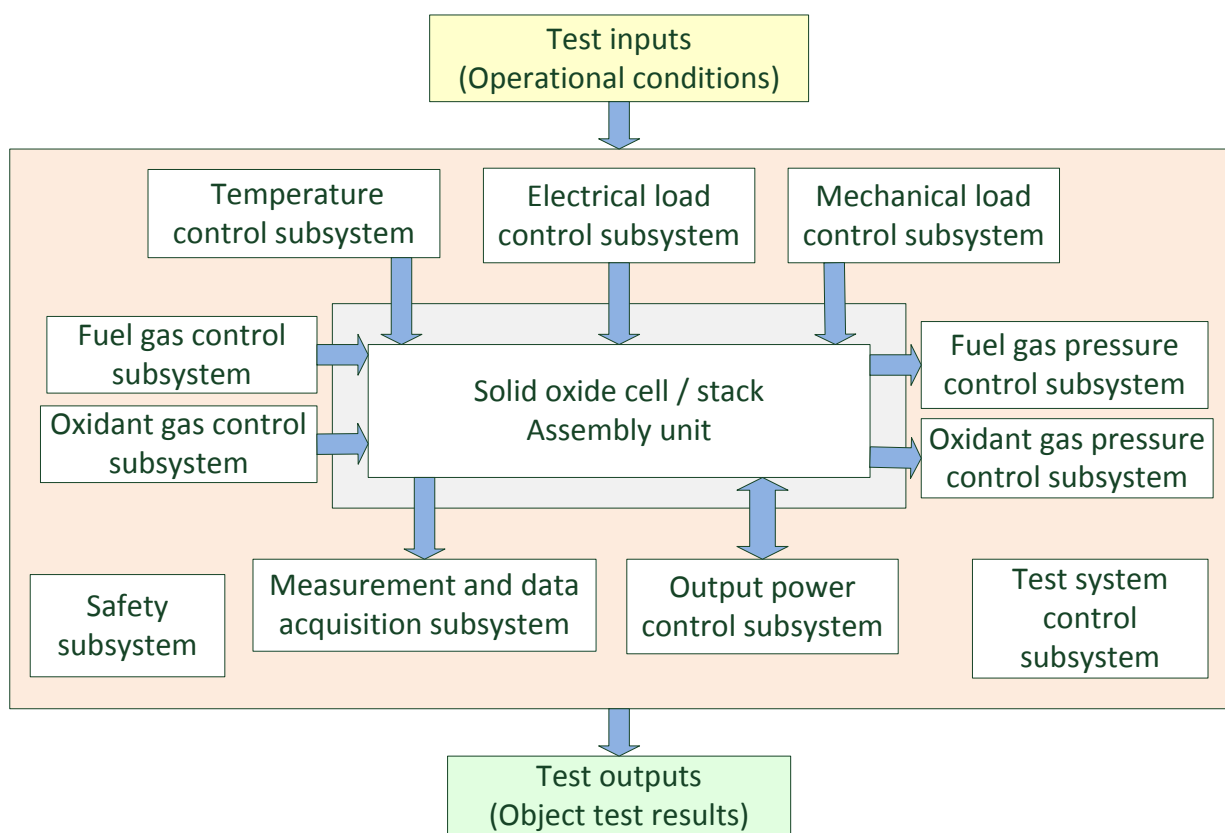 Test inputs
(Operational conditions)
Temperature
control subsystem
Electrical load
control subsystem
Mechanical load
control subsystem
Fuel gas control
subsystem
Oxidant gas control
subsystem
Solid oxide cell / stack
Assembly unit
Fuel gas pressure
control subsystem
Oxidant gas pressure
control subsystem
Safety
subsystem
Measurement and data
acquisition subsystem
Output power
control subsystem
Test system
control
subsystem
Test outputs
(Object test results)